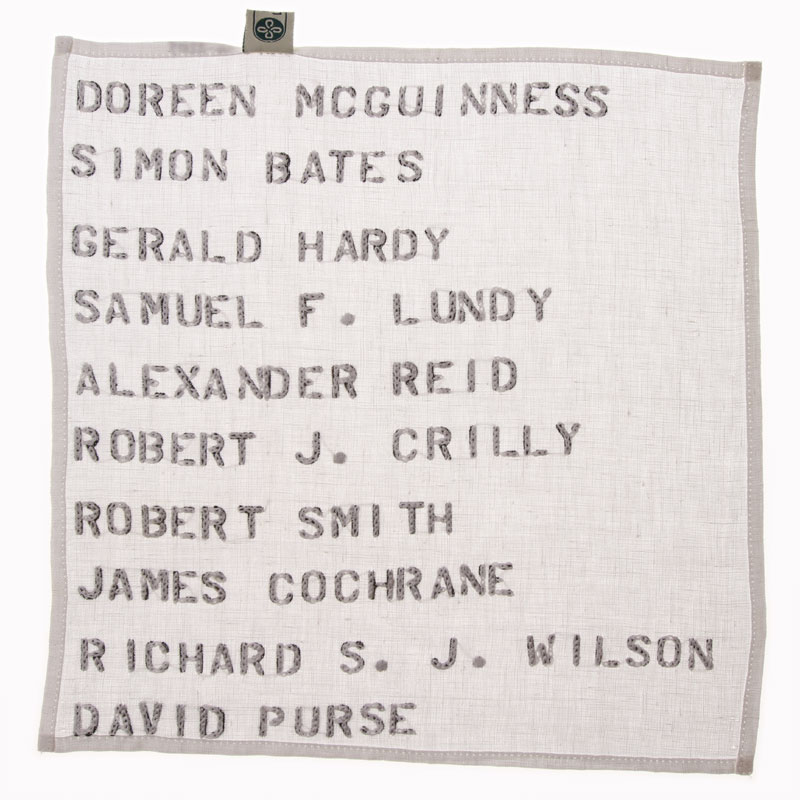 DOREEN MCGUINNESS
SIMON BATES
GERALD HARDY
SAMUEL F. LUNDY
ALEXANDER REID
ROBERT J. CRILLY
ROBERT SMITH
JAMES COCHRANE
RICHARD S. J. WILSON
DAVID PURSE